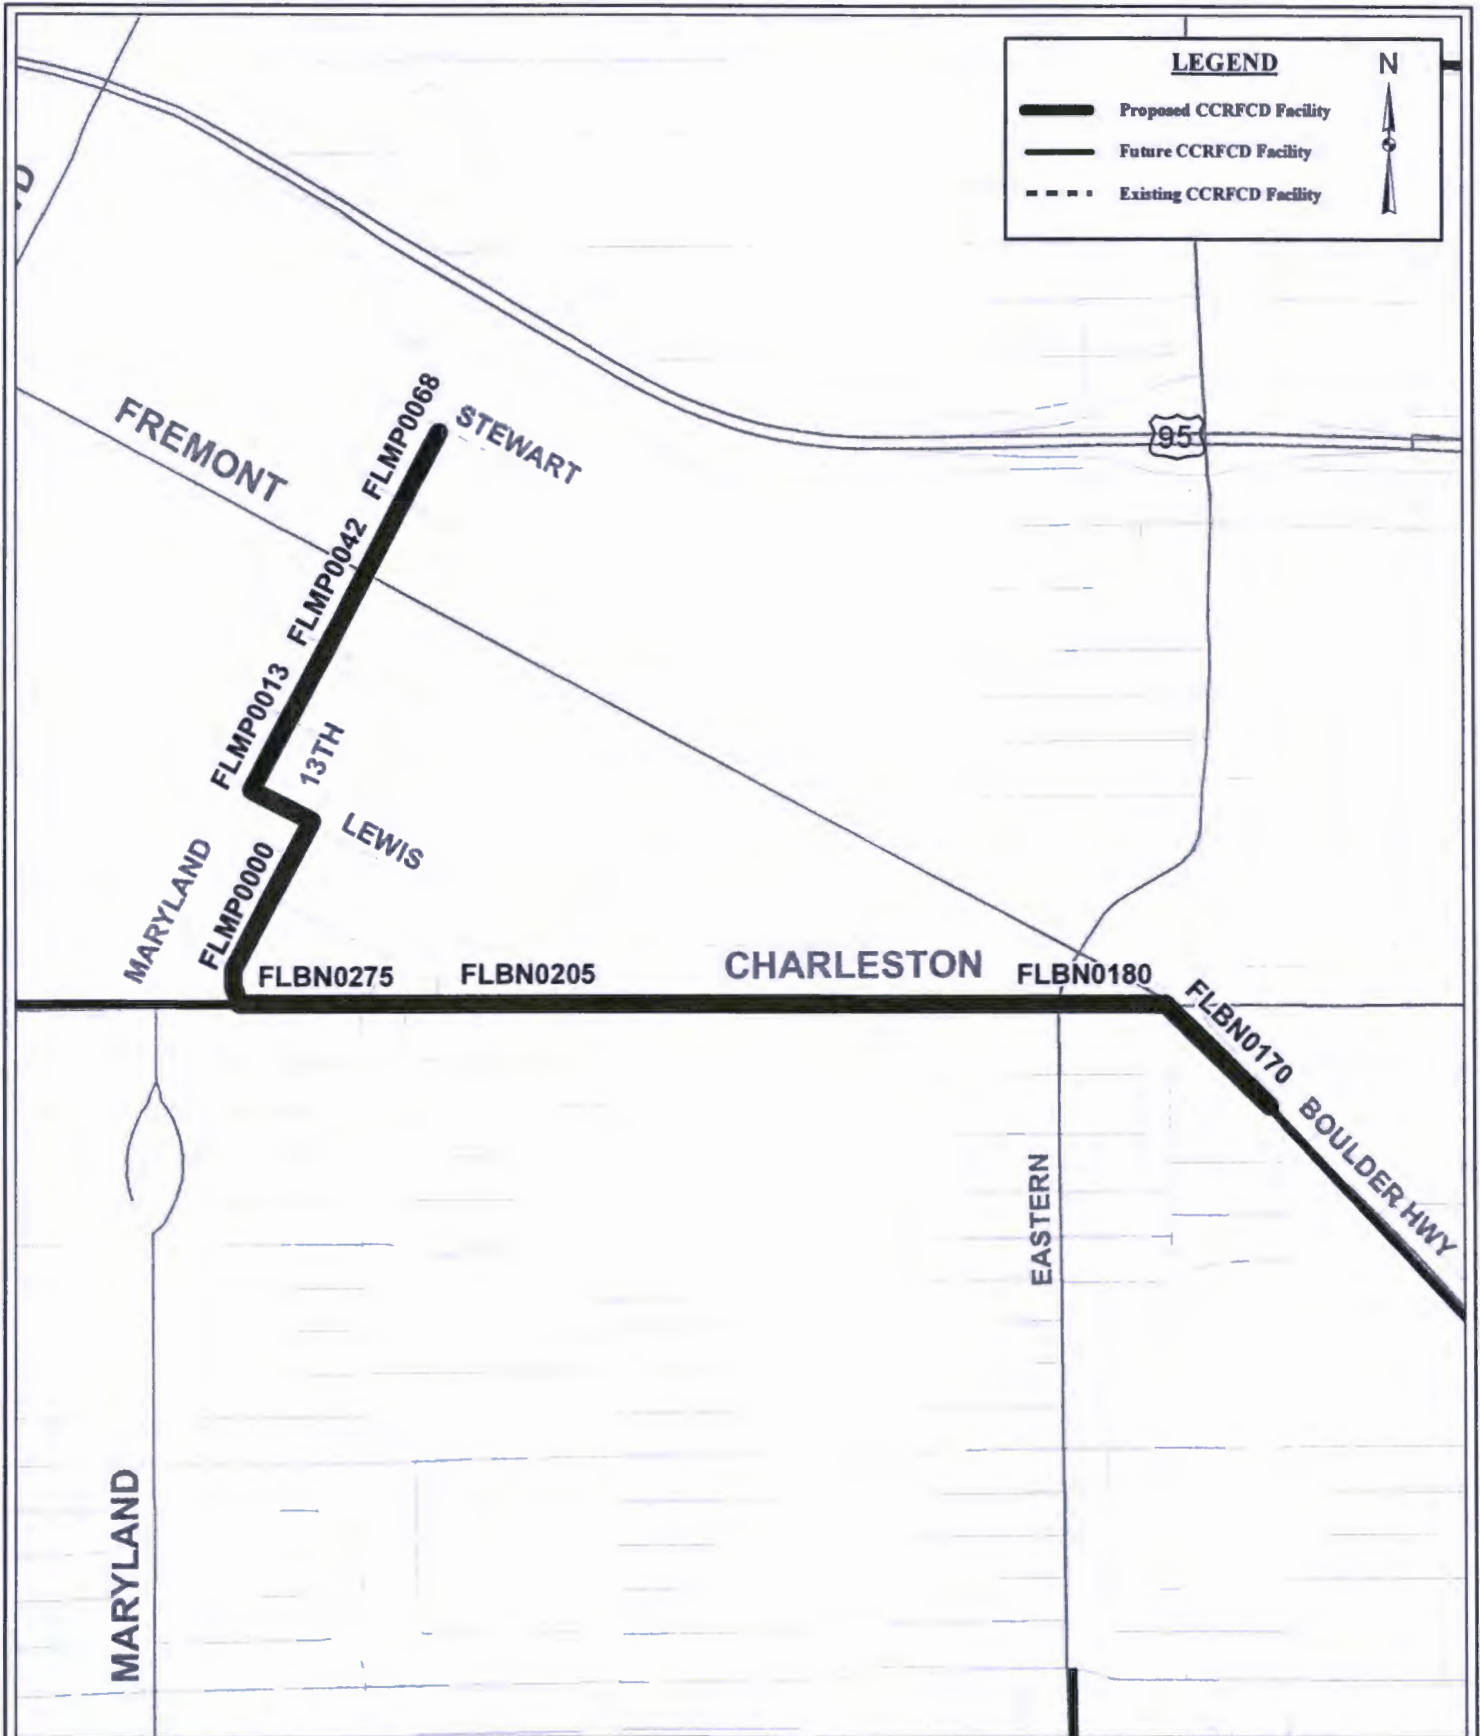 LEGEND
N
Proposed CCRFCD Facility
Future CCRFCD Facility
Existing CCRFCD Facility
95
FREMONT
STEWART
FLMP0068
FLMP0042
FLMP0013
13TH
LEWIS
MARYLAND
FLMP0000
FLBN0275
FLBN0205
CHARLESTON
FLBN0180
FLBN0170
BOULDER HWY
EASTERN
MARYLAND